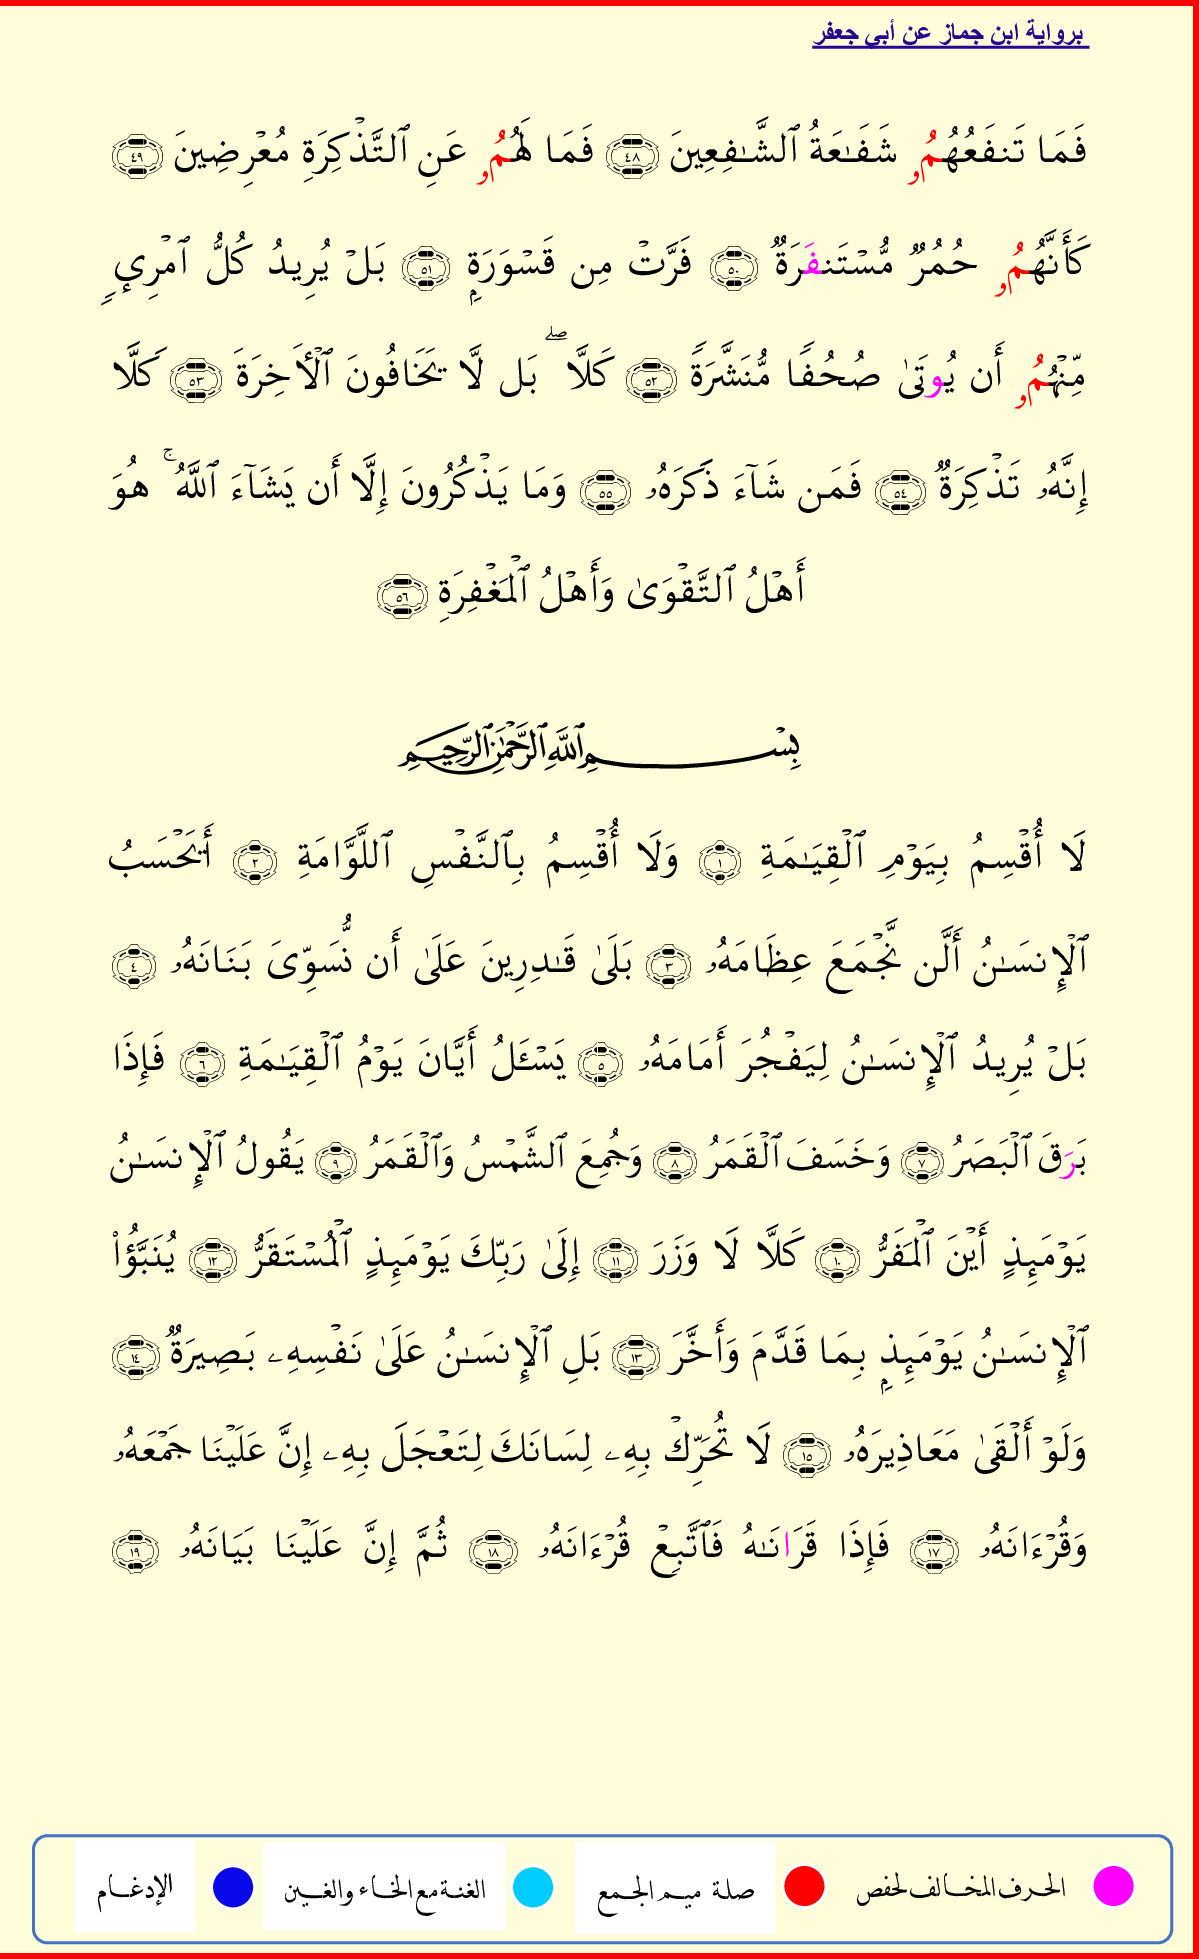 برواية ابن جماز عن أبي جعفر
فَمَا تَنفَعُهُمُۥ شَفَـٰعَةُ ٱلشَّـٰفِعِينَ ٤٨ فَمَا لَهُمُۥ عَنِ ٱلتَّذۡكِرَةِ مُعۡرِضِينَ ٤٩
كَأَنَّهُمُۥ حُمُرٌ مُّسۡتَنفَرَةٌ ٥٠ فَرَّتۡ مِن قَسۡوَرَةِۭ ٥١ بَلۡ يُرِيدُ كُلُّ ٱمۡرِيٕٖ
مِّنۡهُمُۥ أَن يُوتَىٰ صُحُفًا مُّنَشَّرَةً ٥٢ كَلَّاۖ بَل لَّا يَخَافُونَ ٱلۡأٓخِرَةَ ٥٣ كَلَّا
إِنَّهُۥ تَذۡكِرَةٌ ٥٤ فَمَن شَآءَ ذَكَرَهُۥ ٥٥ وَمَا يَذۡكُرُونَ إِلَّا أَن يَشَآءَ ٱللَّهُۚ هُوَ
أَهۡلُ ٱلتَّقۡوَىٰ وَأَهۡلُ ٱلۡمَغۡفِرَةِ ٥٦
بِسۡمِ ٱللَّهِ ٱلرَّحۡمَٰنِ ٱلرَّحِيمِ
لَا أُقۡسِمُ بِيَوۡمِ ٱلۡقِيَـٰمَةِ ١ وَلَا أُقۡسِمُ بِٱلنَّفۡسِ ٱللَّوَّامَةِ ٢ أَيَحۡسَبُ
ٱلۡإِنسَـٰنُ أَلَّن نَّجۡمَعَ عِظَامَهُۥ ٣ بَلَىٰ قَـٰدِرِينَ عَلَىٰ أَن نُّسَوِّىَ بَنَانَهُۥ ٤
بَلۡ يُرِيدُ ٱلۡإِنسَـٰنُ لِيَفۡجُرَ أَمَامَهُۥ ٥ يَسۡـَٔلُ أَيَّانَ يَوۡمُ ٱلۡقِيَـٰمَةِ ٦ فَإِذَا
بَرَقَ ٱلۡبَصَرُ ٧ وَخَسَفَ ٱلۡقَمَرُ ٨ وَجُمِعَ ٱلشَّمۡسُ وَٱلۡقَمَرُ ٩ يَقُولُ ٱلۡإِنسَـٰنُ
يَوۡمَئِذٍ أَيۡنَ ٱلۡمَفَرُّ ١٠ كَلَّا لَا وَزَرَ ١١ إِلَىٰ رَبِّكَ يَوۡمَئِذٍ ٱلۡمُسۡتَقَرُّ ١٢ يُنَبَّؤُاْ
ٱلۡإِنسَـٰنُ يَوۡمَئِذِۭ بِمَا قَدَّمَ وَأَخَّرَ ١٣ بَلِ ٱلۡإِنسَـٰنُ عَلَىٰ نَفۡسِهِۦ بَصِيرَةٌ ١٤
وَلَوۡ أَلۡقَىٰ مَعَاذِيرَهُۥ ١٥ لَا تُحَرِّكۡ بِهِۦ لِسَانَكَ لِتَعۡجَلَ بِهِۦ إِنَّ عَلَيۡنَا جَمۡعَهُۥ
وَقُرۡءَانَهُۥ ١٧ فَإِذَا قَرَانَـٰهُ فَٱتَّبِعۡ قُرۡءَانَهُۥ ١٨ ثُمَّ إِنَّ عَلَيۡنَا بَيَانَهُۥ ١٩
الحرف المخالف لحفص صلة ميم الجمع الغنة مع الخاء والغين الإدغام